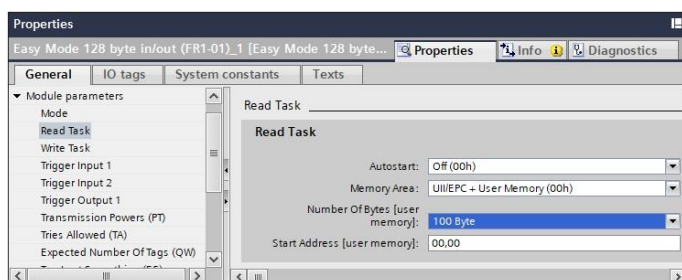 Properties
Easy Mode 128 byte in/out (FR1-01)_1 [Easy Mode 128 byte...
Properties
Info
Diagnostics
General
IO tags
System constants
Texts
Module parameters
Mode
Read Task
Write Task
Trigger Input 1
Trigger Input 2
Trigger Output 1
Transmission Powers (PT)
Tries Allowed (TA)
Expected Number Of Tags (QW)
Read Task
Read Task
Autostart: Off (00h)
Memory Area: UII/EPC + User Memory (00h)
Number Of Bytes [user
memory]: 100 Byte
Start Address [user memory]: 00,00